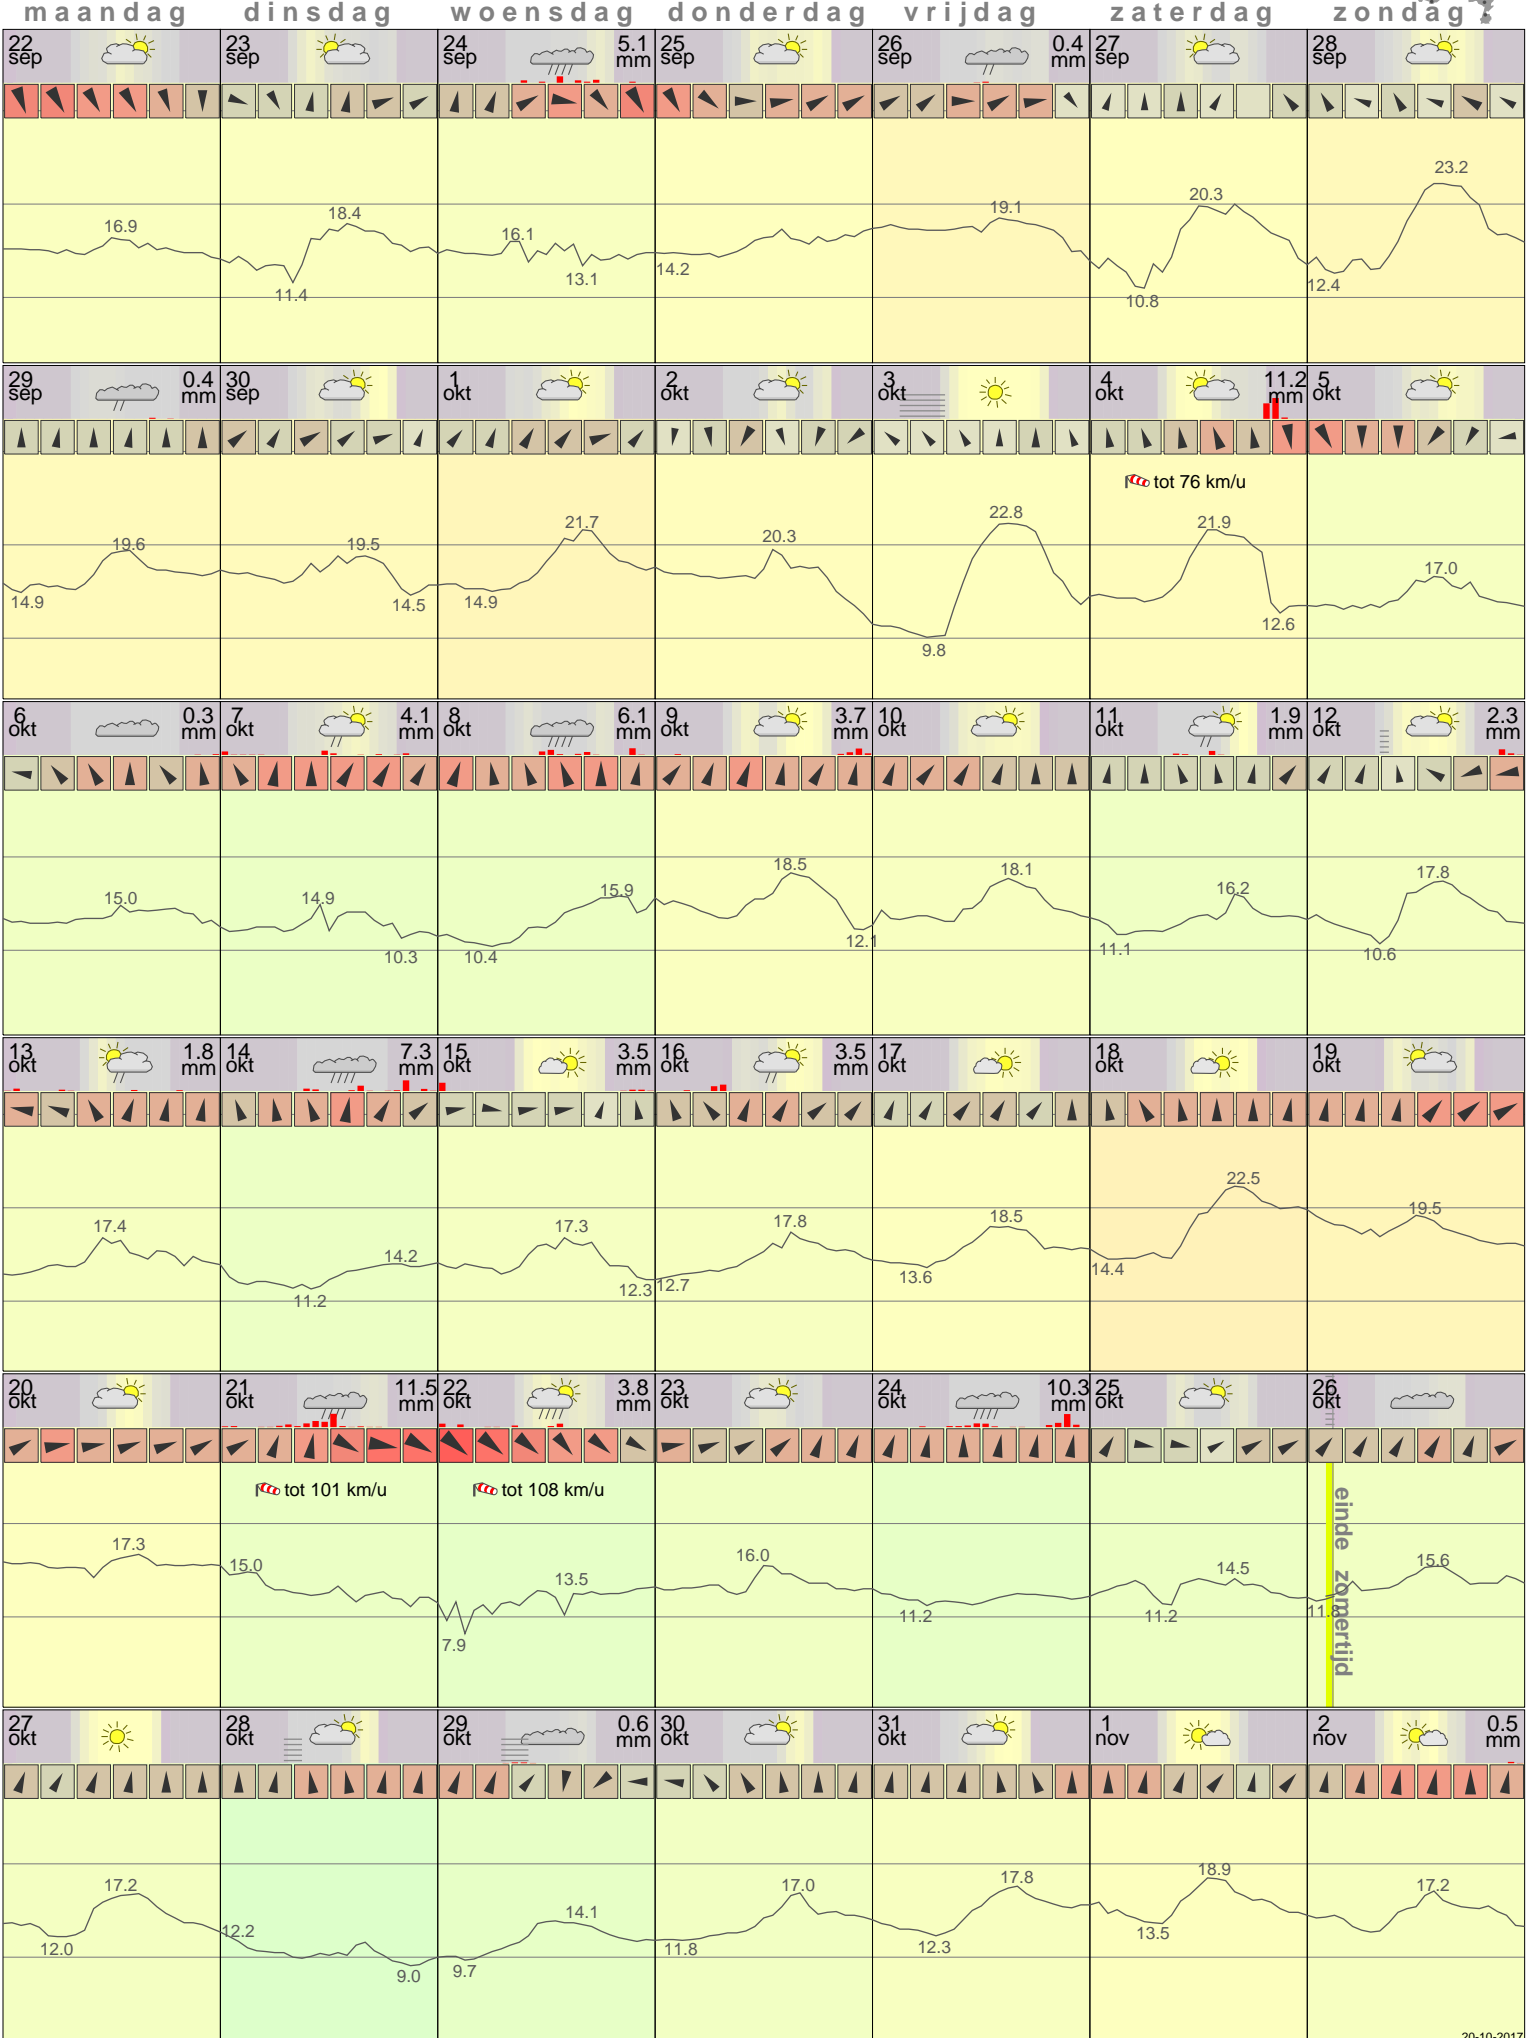 maandag dinsdag woensdag donderdag vrijdag zaterdag zondag
22 sep
23 sep
24 sep 5.1 mm
25 sep
26 sep 0.4 mm
27 sep
28 sep
16.9
18.4
11.4
16.1
13.1
14.2
19.1
20.3
10.8
23.2
12.4
29 sep 0.4 mm
30 sep
1 okt
2 okt
3 okt
4 okt 11.2 mm
5 okt
tot 76 km/u
19.6
14.9
19.5
14.5
21.7
14.9
20.3
22.8
9.8
21.9
12.6
17.0
6 okt 0.3 mm
7 okt 4.1 mm
8 okt 6.1 mm
9 okt 3.7 mm
10 okt
11 okt 1.9 mm
12 okt 2.3 mm
15.0
14.9
10.3
15.9
10.4
18.5
12.1
18.1
16.2
11.1
17.8
10.6
13 okt 1.8 mm
14 okt 7.3 mm
15 okt 3.5 mm
16 okt 3.5 mm
17 okt
18 okt
19 okt
17.4
14.2
11.2
17.3
12.3
17.8
12.7
18.5
13.6
22.5
14.4
19.5
20 okt
21 okt 11.5 mm
22 okt 3.8 mm
23 okt
24 okt 10.3 mm
25 okt
26 okt
tot 101 km/u
tot 108 km/u
einde zomertijd
17.3
15.0
13.5
7.9
16.0
11.2
14.5
11.2
15.6
11.8
27 okt
28 okt
29 okt 0.6 mm
30 okt
31 okt
1 nov
2 nov 0.5 mm
17.2
12.0
12.2
9.0
14.1
9.7
17.0
11.8
17.8
12.3
18.9
13.5
17.2
20-10-2017